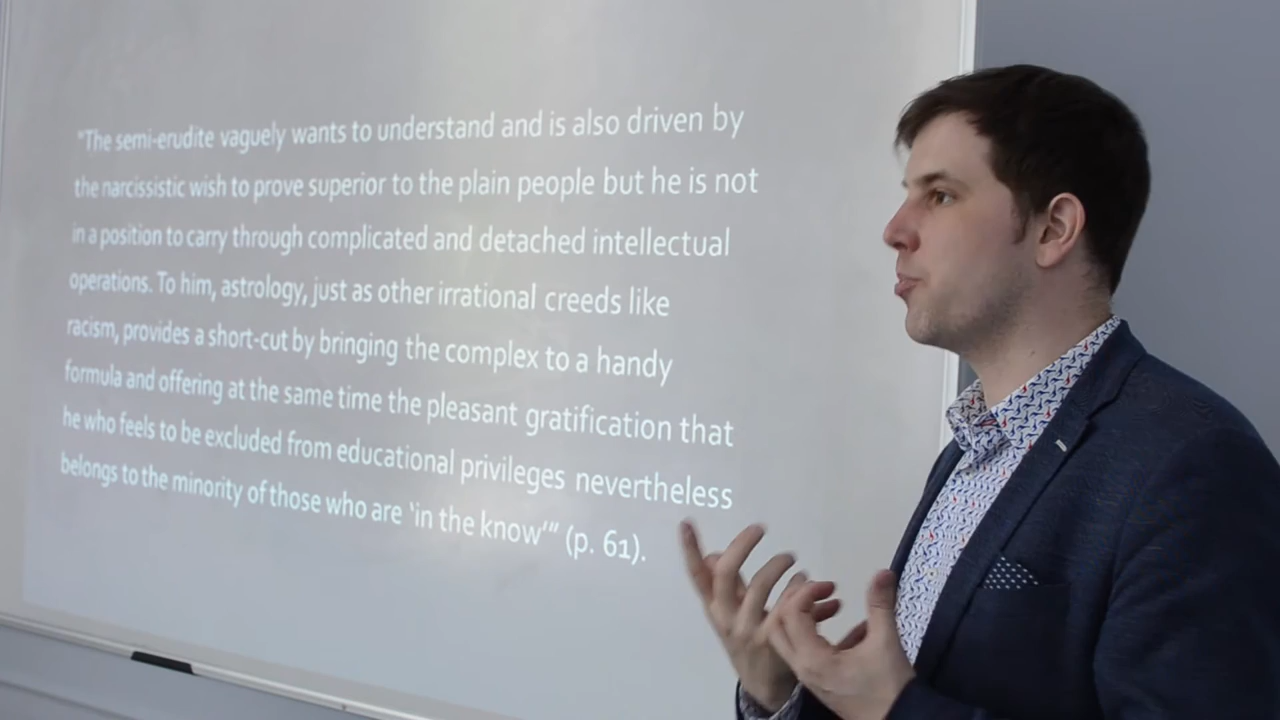 "The semi-erudite vaguely wants to understand and is also driven by
the narcissistic wish to prove superior to the plain people but he is not
in a position to carry through complicated and detached intellectual
operations. To him, astrology, just as other irrational creeds like
racism, provides a short-cut by bringing the complex to a handy
formula and offering at the same time the pleasant gratification that
he who feels to be excluded from educational privileges nevertheless
belongs to the minority of those who are 'in the know'" (p. 61).